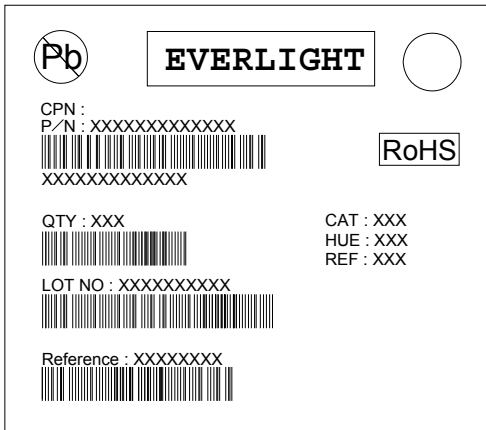 Pb
EVERLIGHT
CPN :
P/N : XXXXXXXXXXXXX
RoHS
XXXXXXXXXXXXX
QTY : XXX
CAT : XXX
HUE : XXX
REF : XXX
LOT NO : XXXXXXXXXX
Reference : XXXXXXXX